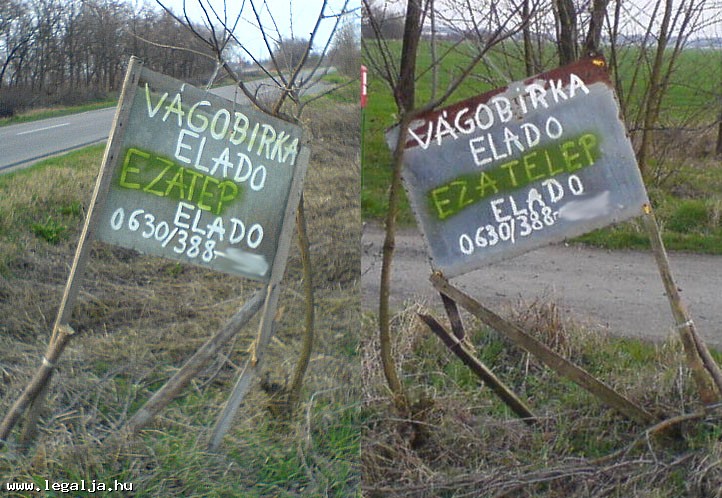 VÁGOBIRKA
ELADO
EZATEP
ELADO
0630/388-
VÁGOBIRKA
ELADO
EZATELEP
ELADO
0630/388-
www.legalja.hu